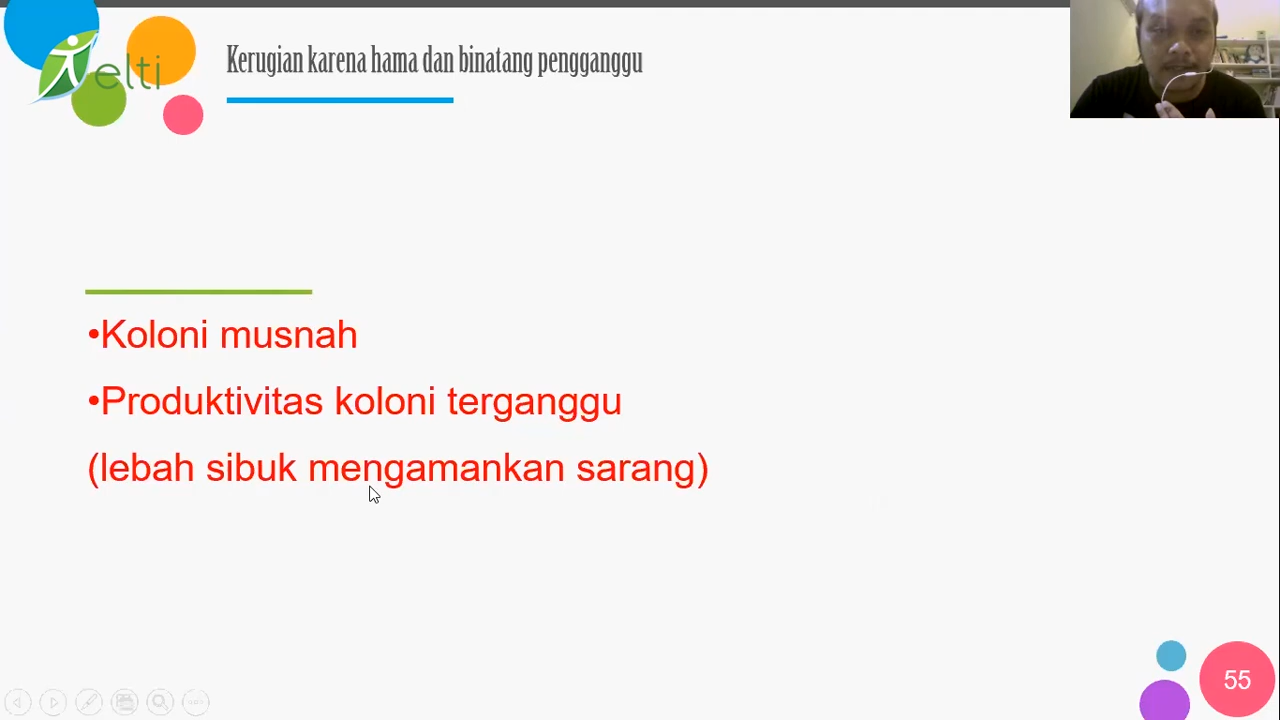 elti
Kerugian karena hama dan binatang pengganggu
•Koloni musnah
•Produktivitas koloni terganggu
(lebah sibuk mengamankan sarang)
55